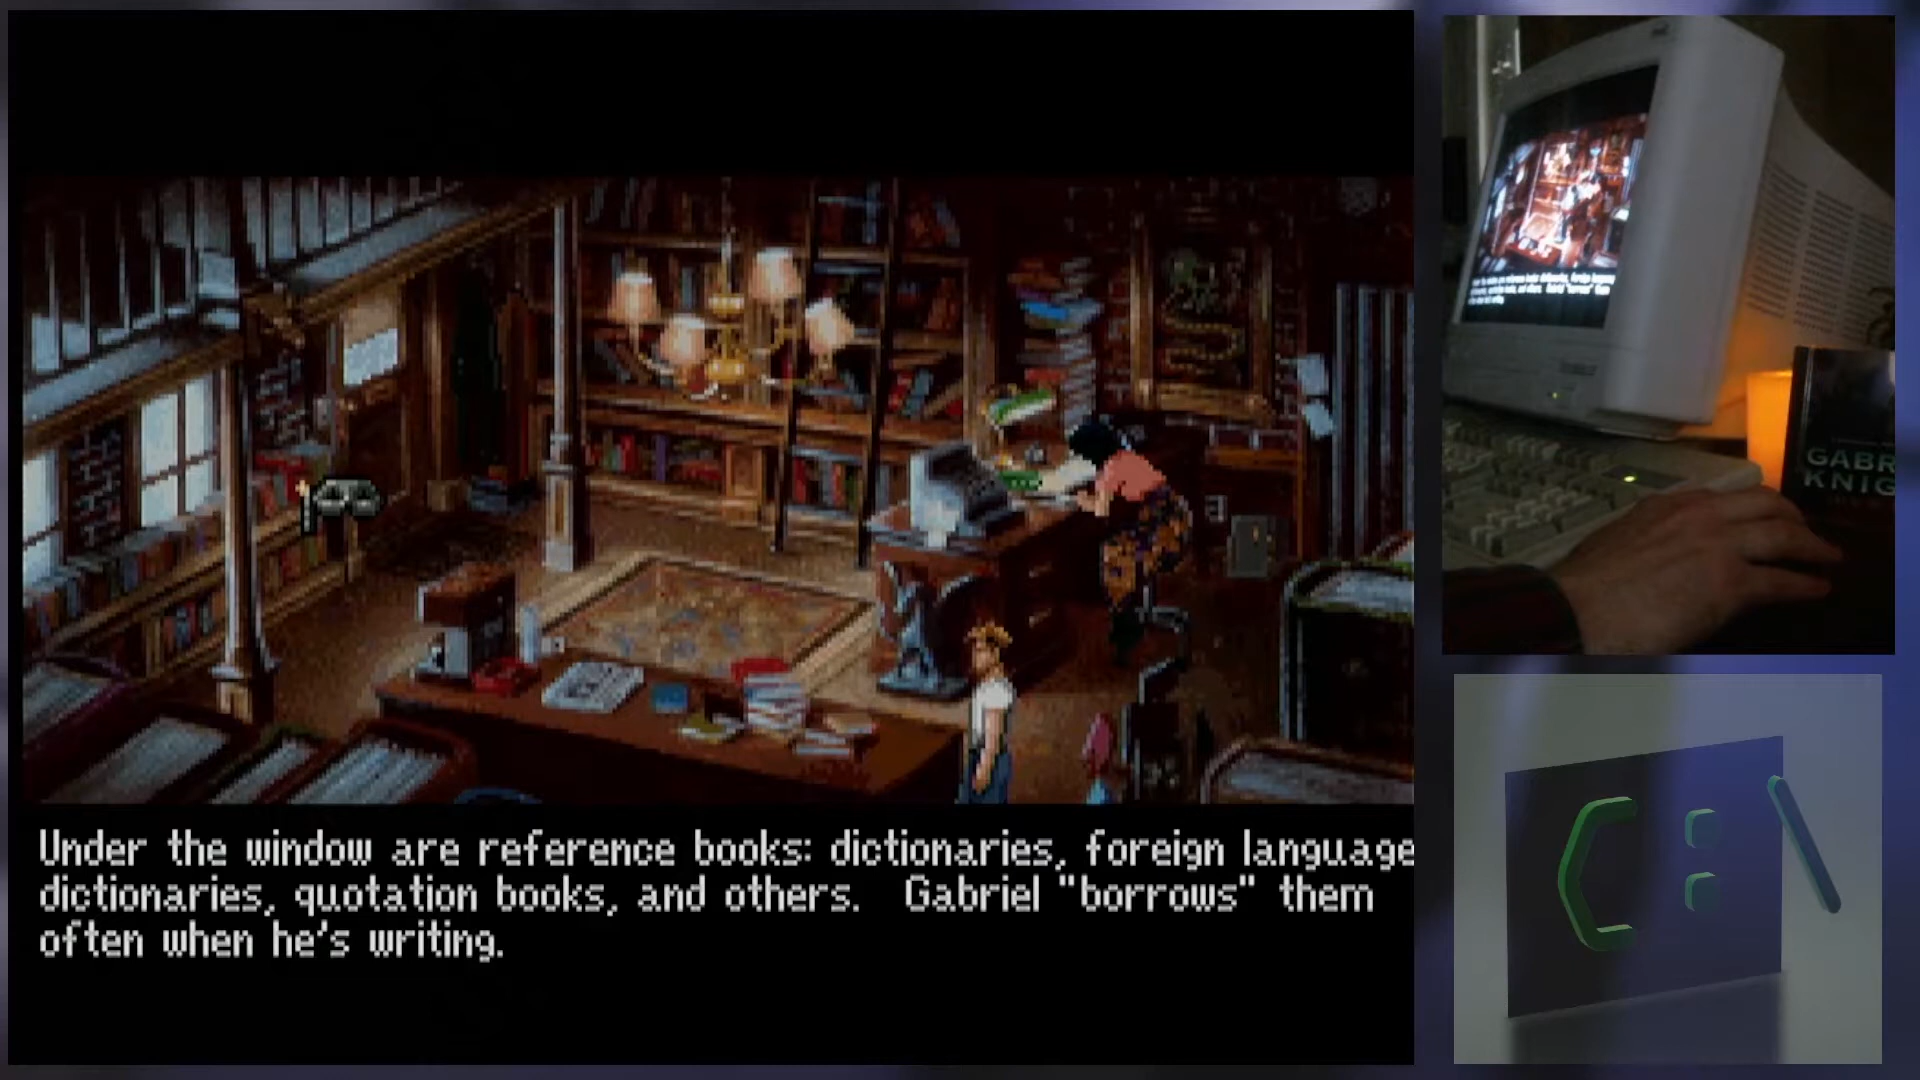 Under the window are reference books: dictionaries, foreign language
dictionaries, quotation books, and others. Gabriel "borrows" them
often when he's writing.
GABR
KNIG
C:\